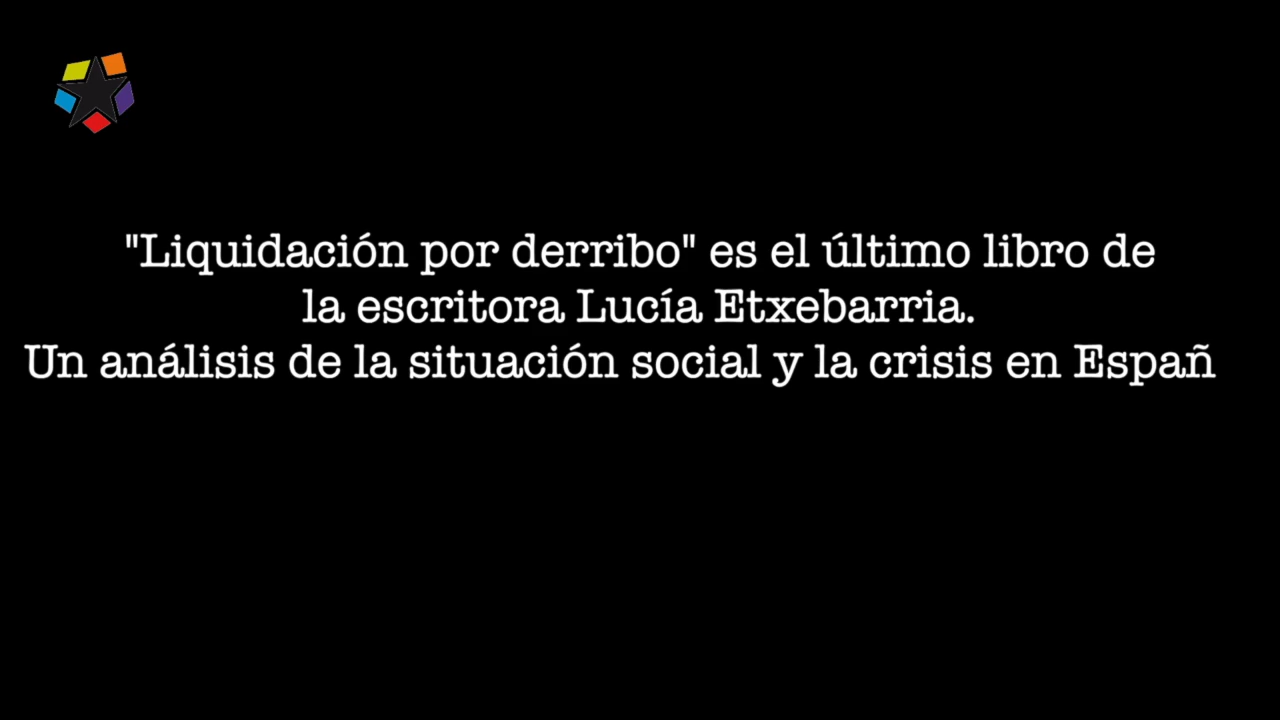 "Liquidación por derribo" es el último libro de
la escritora Lucía Etxebarria.
Un análisis de la situación social y la crisis en Españ